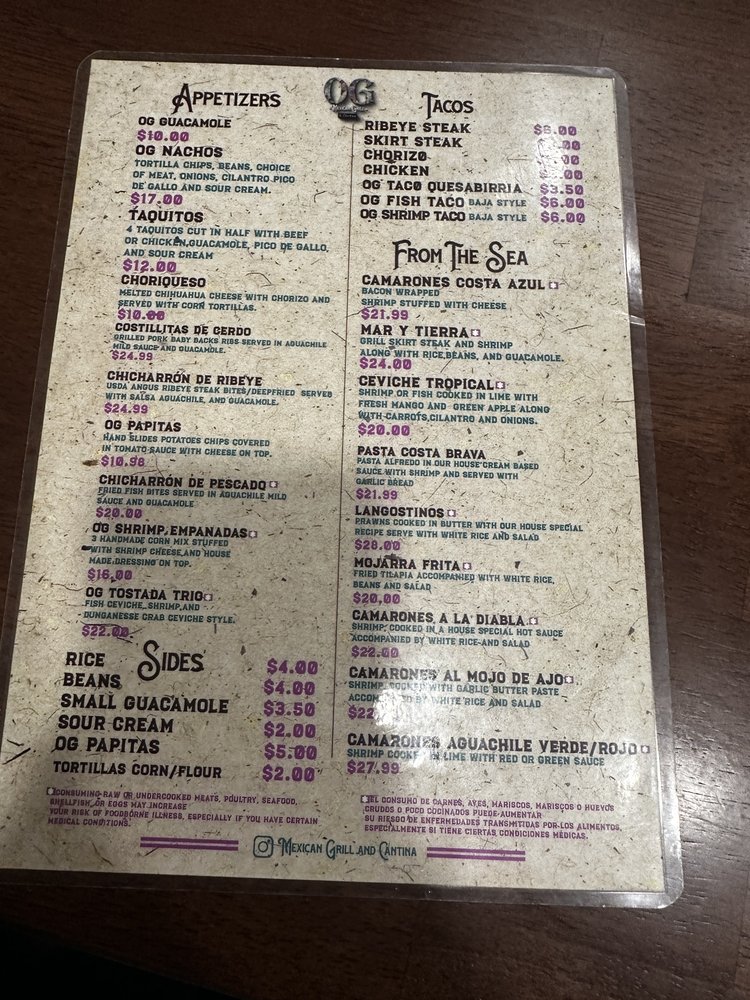 OG
MEXICAN GRILL
APPETIZERS
OG GUACAMOLE
$10.00
OG NACHOS
TORTILLA CHIPS, BEANS, CHOICE
OF MEAT, ONIONS, CILANTRO PICO
DE GALLO AND SOUR CREAM.
$17.00
TAQUITOS
4 TAQUITOS CUT IN HALF WITH BEEF
OR CHICKEN,GUACAMOLE, PICO DE GALLO,
AND SOUR CREAM
$12.00
CHORIQUESO
MELTED CHIHUAHUA CHEESE WITH CHORIZO AND
SERVED WITH CORN TORTILLAS.
$10.00
COSTILLITAS DE CERDO
GRILLED PORK BABY BACKS RIBS SERVED IN AGUACHILE
MILD SAUCE AND GUACAMOLE.
$24.99
CHICHARRÓN DE RIBEYE
USDA ANGUS RIBEYE STEAK BITES/DEEPFRIED SERVED
WITH SALSA AGUACHILE, AND GUACAMOLE.
$24.99
OG PAPITAS
HAND SLIDES POTATOES CHIPS COVERED
IN TOMATO SAUCE WITH CHEESE ON TOP.
$10.98
CHICHARRÓN DE PESCADO
FRIED FISH BITES SERVED IN AGUACHILE MILD
SAUCE AND GUACAMOLE
$20.00
OG SHRIMP EMPANADAS
3 HANDMADE CORN MIX STUFFED
WITH SHRIMP CHEESE,AND HOUSE
MADE DRESSING ON TOP.
$16.00
OG TOSTADA TRIO
FISH CEVICHE, SHRIMP,AND
DUNGANESSE CRAB CEVICHE STYLE.
$22.00
SIDES
RICE $4.00
BEANS $4.00
SMALL GUACAMOLE $3.50
SOUR CREAM $2.00
OG PAPITAS $5.00
TORTILLAS CORN/FLOUR $2.00
TACOS
RIBEYE STEAK
SKIRT STEAK
CHORIZO
CHICKEN
OG TACO QUESABIRRIA $3.50
OG FISH TACO BAJA STYLE $6.00
OG SHRIMP TACO BAJA STYLE $6.00
FROM THE SEA
CAMARONES COSTA AZUL
BACON WRAPPED
SHRIMP STUFFED WITH CHEESE
$21.99
MAR Y TIERRA
GRILL SKIRT STEAK AND SHRIMP
ALONG WITH RICE,BEANS, AND GUACAMOLE.
$24.00
CEVICHE TROPICAL
SHRIMP OR FISH COOKED IN LIME WITH
FRESH MANGO AND GREEN APPLE ALONG
WITH CARROTS,CILANTRO AND ONIONS.
$20.00
PASTA COSTA BRAVA
PASTA ALFREDO IN OUR HOUSE CREAM BASED
SAUCE WITH SHRIMP AND SERVED WITH
GARLIC BREAD
$21.99
LANGOSTINOS
PRAWNS COOKED IN BUTTER WITH OUR HOUSE SPECIAL
RECIPE SERVE WITH WHITE RICE AND SALAD
$28.00
MOJARRA FRITA
FRIED TILAPIA ACCOMPANIED WITH WHITE RICE,
BEANS AND SALAD
$20.00
CAMARONES A LA DIABLA
SHRIMP, COOKED IN A HOUSE SPECIAL HOT SAUCE
ACCOMPANIED BY WHITE RICE AND SALAD
$22.00
CAMARONES AL MOJO DE AJO
SHRIMP COOKED WITH GARLIC BUTTER PASTE
ACCOMPANIED BY WHITE RICE AND SALAD
CAMARONES AGUACHILE VERDE/ROJO
SHRIMP COOKED IN LIME WITH RED OR GREEN SAUCE
$27.99
CONSUMING RAW OR UNDERCOOKED MEATS, POULTRY, SEAFOOD,
SHELLFISH, OR EGGS MAY INCREASE
YOUR RISK OF FOODBORNE ILLNESS, ESPECIALLY IF YOU HAVE CERTAIN
MEDICAL CONDITIONS.
EL CONSUMO DE CARNES, AVES, MARISCOS, MARISCOS O HUEVOS
CRUDOS O POCO COCINADOS PUEDE AUMENTAR
SU RIESGO DE ENFERMEDADES TRANSMITIDAS POR LOS ALIMENTOS,
ESPECIALMENTE SI TIENE CIERTAS CONDICIONES MÉDICAS.
MEXICAN GRILL AND CANTINA